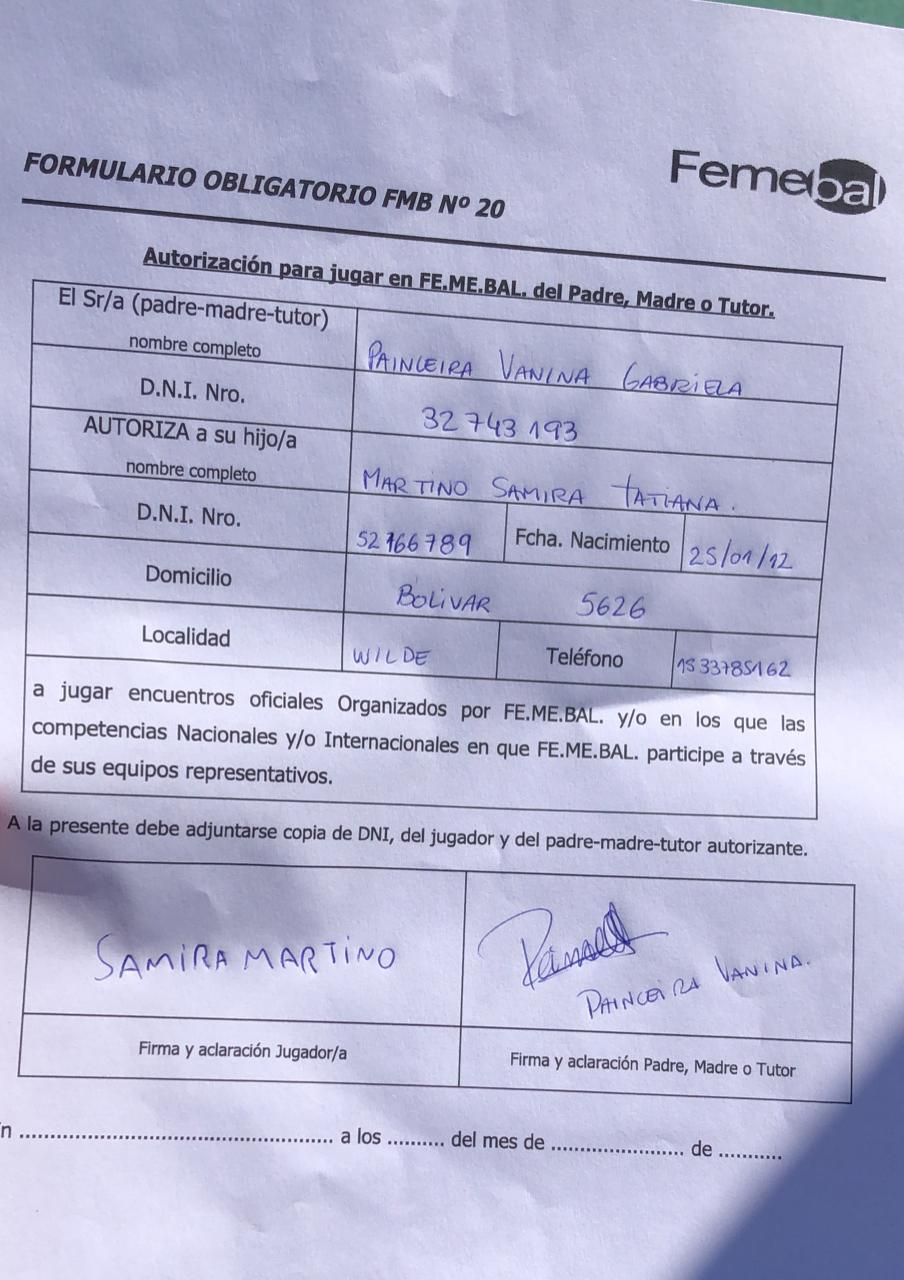 FORMULARIO OBLIGATORIO FMB Nº 20
Femebal
Autorización para jugar en FE.ME.BAL. del Padre, Madre o Tutor.
El Sr/a (padre-madre-tutor)
nombre completo
PAINCEIRA VANINA GABRIELA
D.N.I. Nro.
32 743 193
AUTORIZA a su hijo/a
nombre completo
MARTINO SAMIRA TATIANA.
D.N.I. Nro.
52166789
Fcha. Nacimiento
25/01/12
Domicilio
BOLIVAR 5626
Localidad
WILDE
Teléfono
1533785162
a jugar encuentros oficiales Organizados por FE.ME.BAL. y/o en los que las
competencias Nacionales y/o Internacionales en que FE.ME.BAL. participe a través
de sus equipos representativos.
A la presente debe adjuntarse copia de DNI, del jugador y del padre-madre-tutor autorizante.
SAMIRA MARTINO
PAINCEIRA VANINA.
Firma y aclaración Jugador/a
Firma y aclaración Padre, Madre o Tutor
n ..................................................... a los .......... del mes de ...................... de ...........